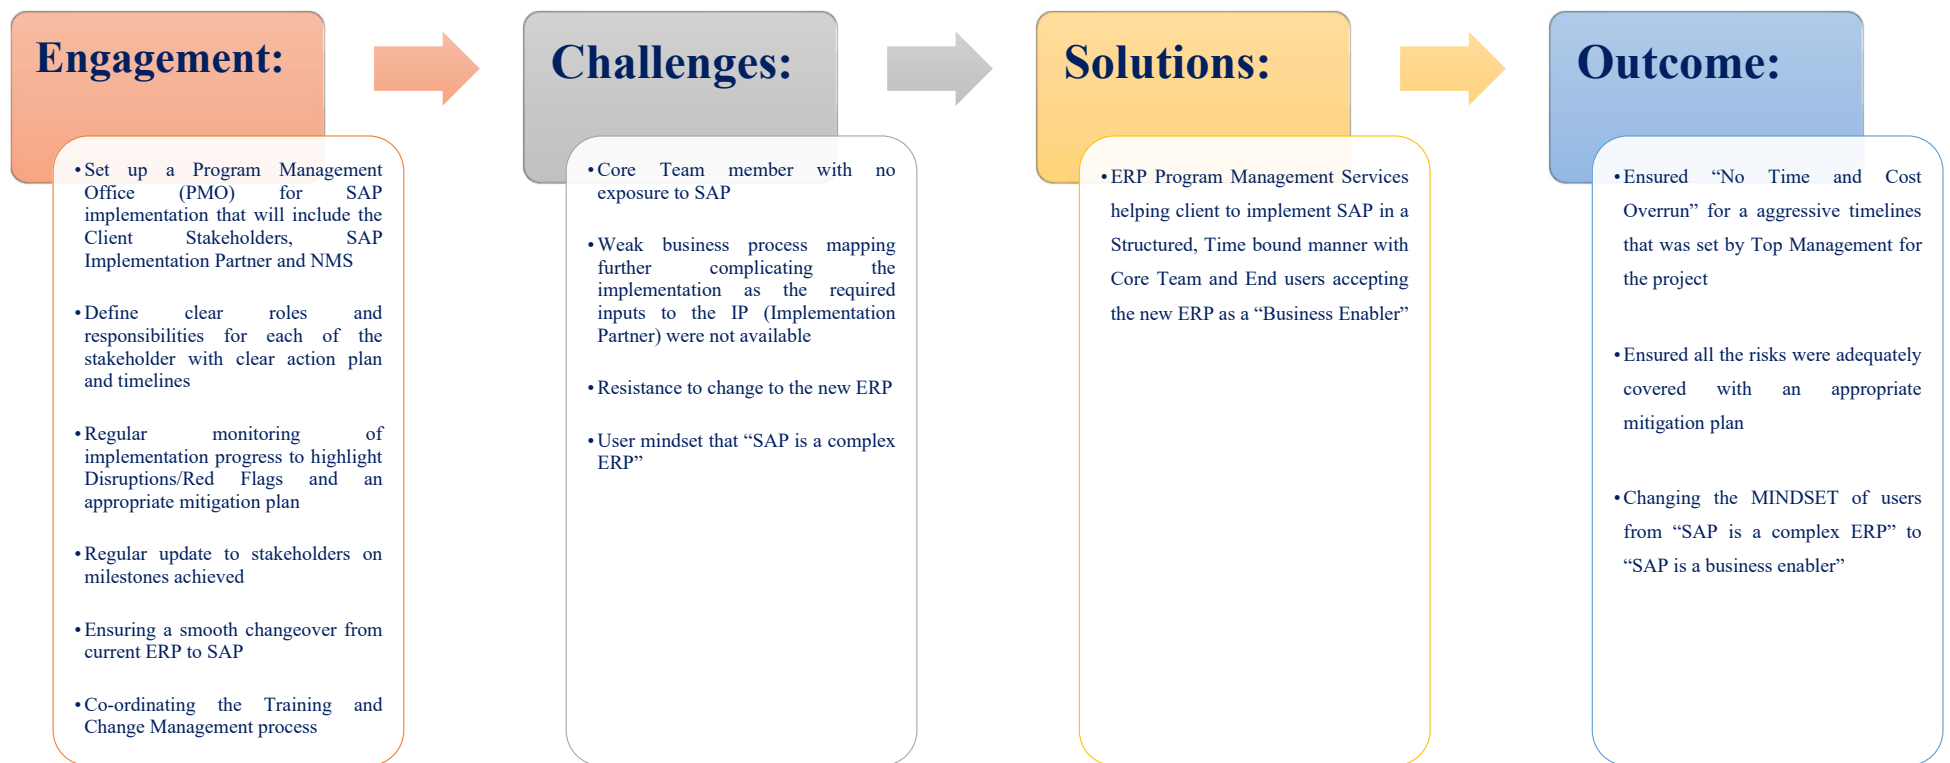 Engagement:
• Set up a Program Management
Office (PMO) for SAP
implementation that will include the
Client Stakeholders, SAP
Implementation Partner and NMS
• Define clear roles and
responsibilities for each of the
stakeholder with clear action plan
and timelines
• Regular monitoring of
implementation progress to highlight
Disruptions/Red Flags and an
appropriate mitigation plan
• Regular update to stakeholders on
milestones achieved
• Ensuring a smooth changeover from
current ERP to SAP
• Co-ordinating the Training and
Change Management process
Challenges:
• Core Team member with no
exposure to SAP
• Weak business process mapping
further complicating the
implementation as the required
inputs to the IP (Implementation
Partner) were not available
• Resistance to change to the new ERP
• User mindset that “SAP is a complex
ERP”
Solutions:
• ERP Program Management Services
helping client to implement SAP in a
Structured, Time bound manner with
Core Team and End users accepting
the new ERP as a “Business Enabler”
Outcome:
• Ensured “No Time and Cost
Overrun” for a aggressive timelines
that was set by Top Management for
the project
• Ensured all the risks were adequately
covered with an appropriate
mitigation plan
• Changing the MINDSET of users
from “SAP is a complex ERP” to
“SAP is a business enabler”